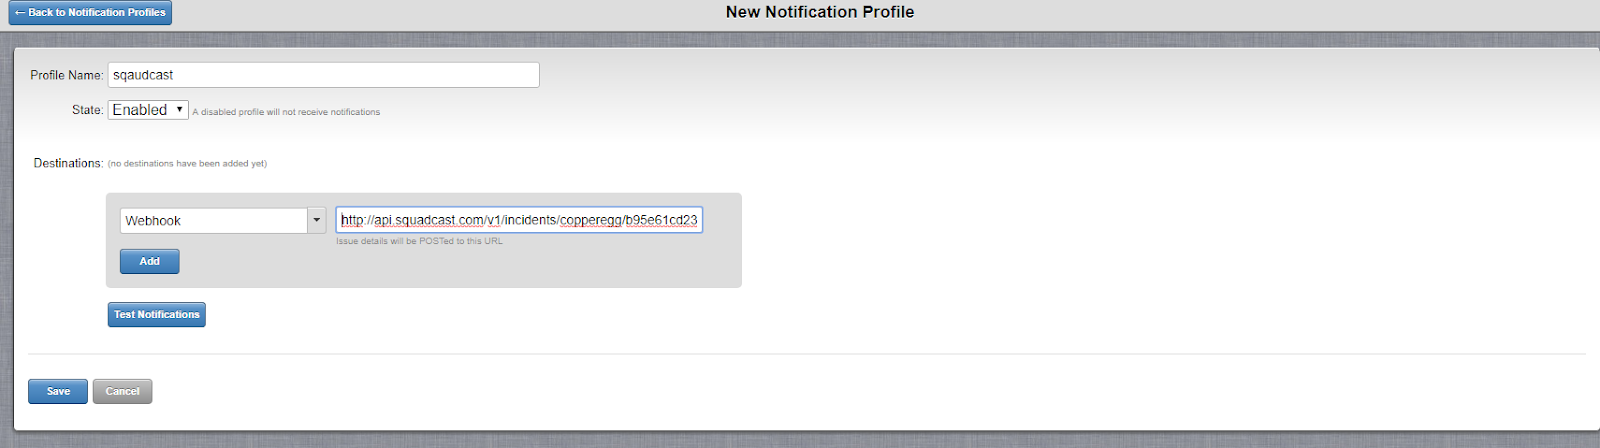 ← Back to Notification Profiles
New Notification Profile
Profile Name: sqaudcast
State: Enabled A disabled profile will not receive notifications
Destinations: (no destinations have been added yet)
Webhook http://api.squadcast.com/v1/incidents/copperegg/b95e61cd23
Issue details will be POSTed to this URL
Add
Test Notifications
Save Cancel